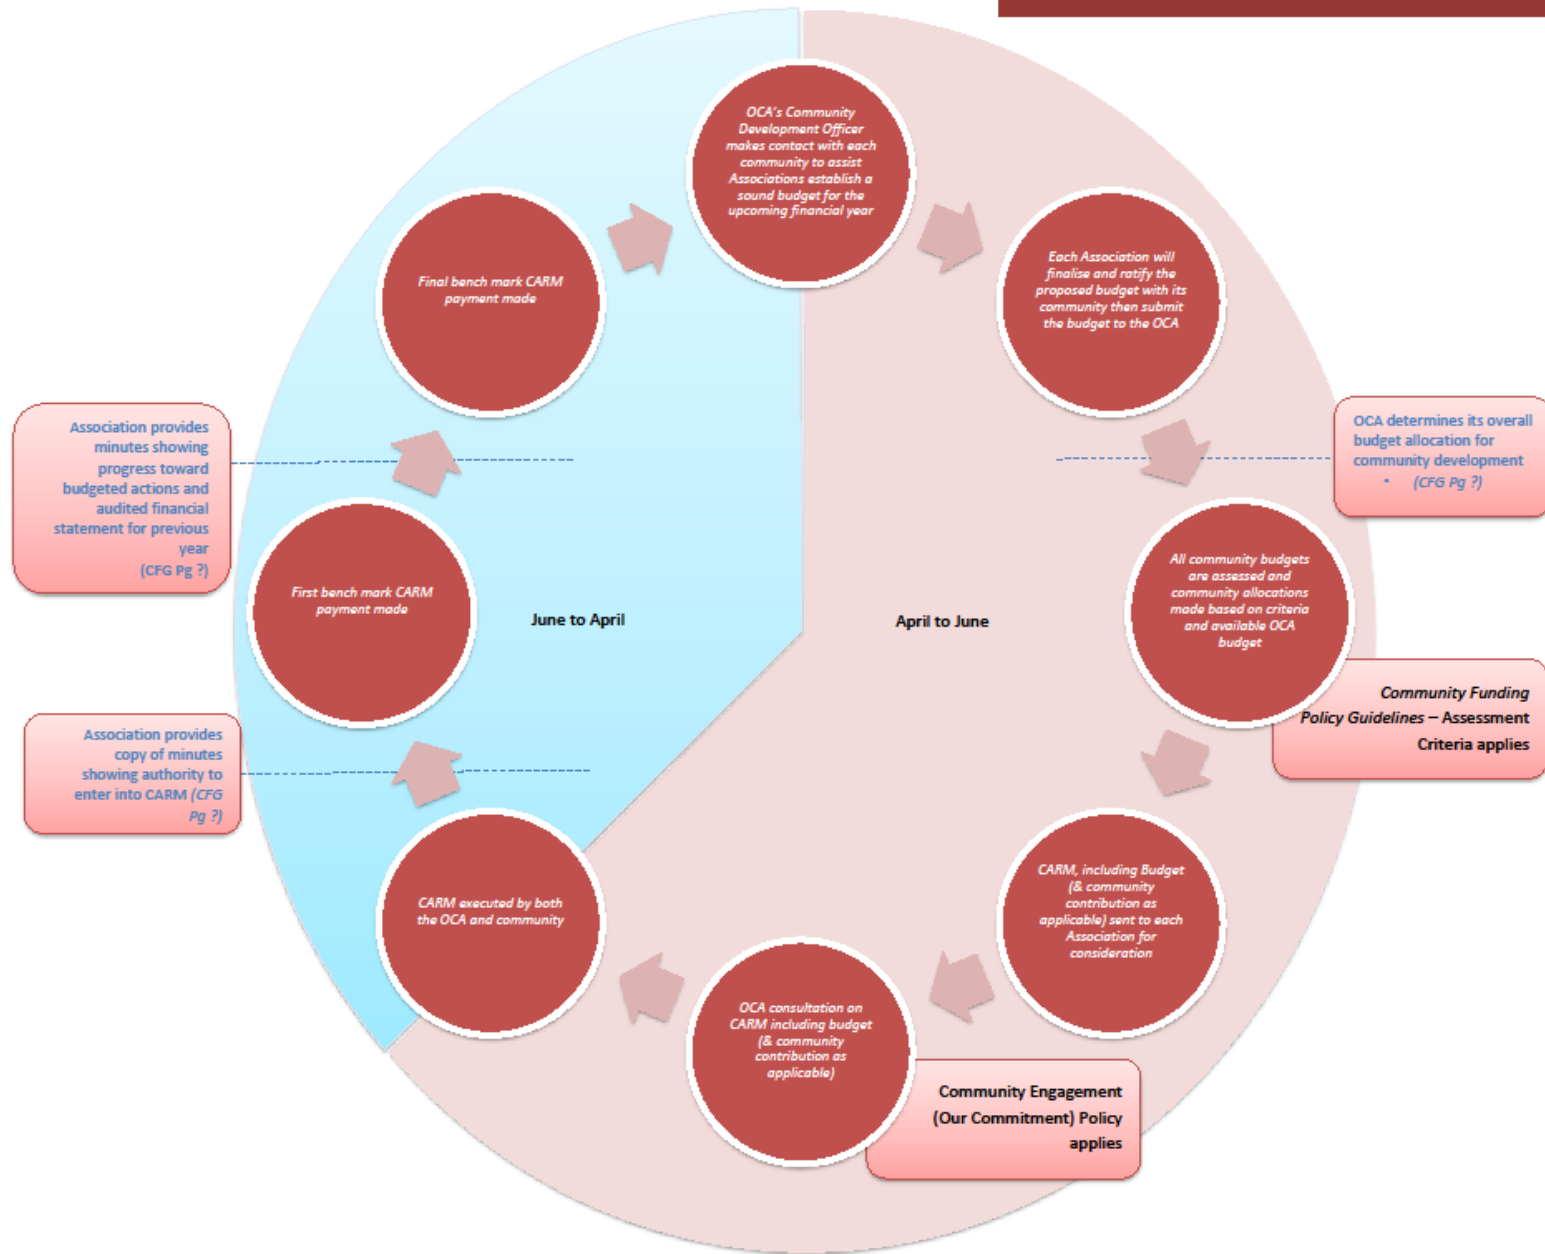 OCA's Community
Development Officer
makes contact with each
community to assist
Associations establish a
sound budget for the
upcoming financial year
Each Association will
finalise and ratify the
proposed budget with its
community then submit
the budget to the OCA
OCA determines its overall
budget allocation for
community development
• (CFG Pg ?)
All community budgets
are assessed and
community allocations
made based on criteria
and available OCA
budget
Community Funding
Policy Guidelines – Assessment
Criteria applies
CARM, including Budget
(& community
contribution as
applicable) sent to each
Association for
consideration
OCA consultation on
CARM including budget
(& community
contribution as
applicable)
Community Engagement
(Our Commitment) Policy
applies
CARM executed by both
the OCA and community
Association provides
copy of minutes
showing authority to
enter into CARM (CFG
Pg ?)
First bench mark CARM
payment made
Association provides
minutes showing
progress toward
budgeted actions and
audited financial
statement for previous
year
(CFG Pg ?)
Final bench mark CARM
payment made
June to April
April to June